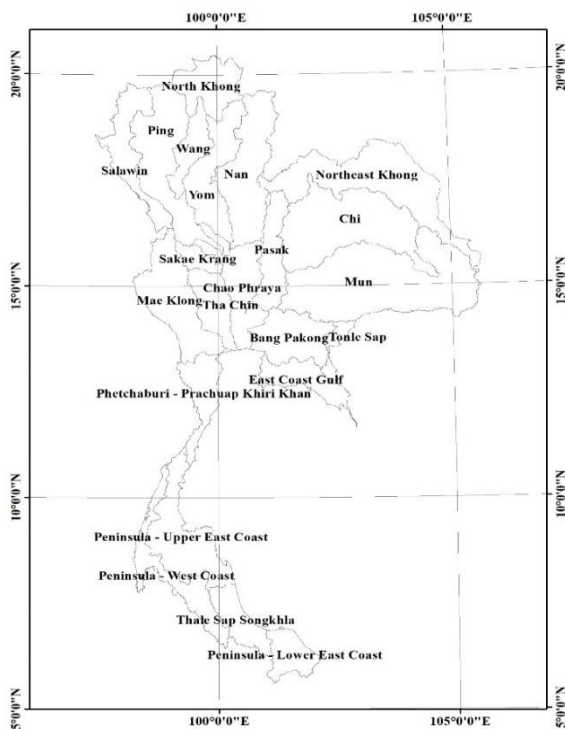 100°0'0"E
105°0'0"E
20°0'0"N
20°0'0"N
North Khong
Ping
Wang
Salawin
Nan
Northeast Khong
Yom
Chi
Pasak
Sakae Krang
Mun
Chao Phraya
15°0'0"N
15°0'0"N
Mae Klong
Tha Chin
Bang Pakong
Tonle Sap
East Coast Gulf
Phetchaburi - Prachuap Khiri Khan
10°0'0"N
10°0'0"N
Peninsula - Upper East Coast
Peninsula - West Coast
Thale Sap Songkhla
Peninsula - Lower East Coast
5°0'0"N
5°0'0"N
100°0'0"E
105°0'0"E